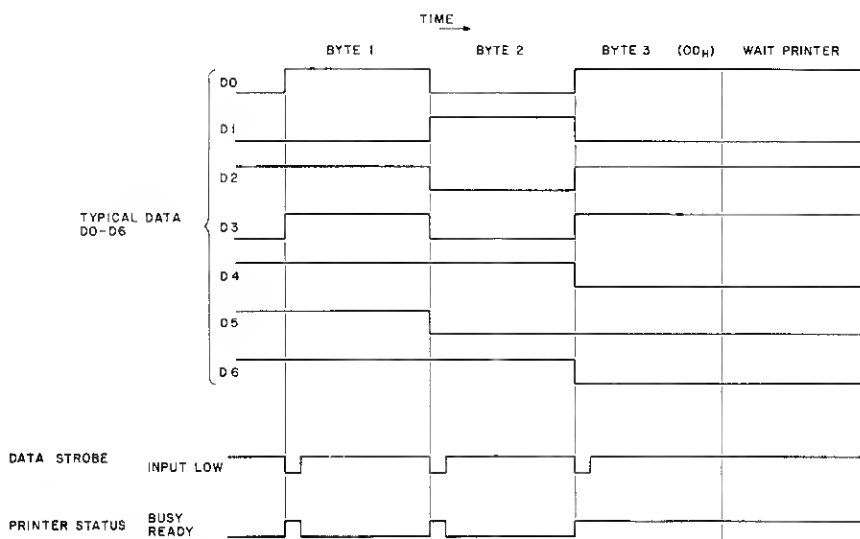 TIME
BYTE 1 BYTE 2 BYTE 3 (ODH) WAIT PRINTER
D0
D1
D2
TYPICAL DATA
D0-D6
D3
D4
D5
D6
DATA STROBE
INPUT LOW
PRINTER STATUS
BUSY
READY